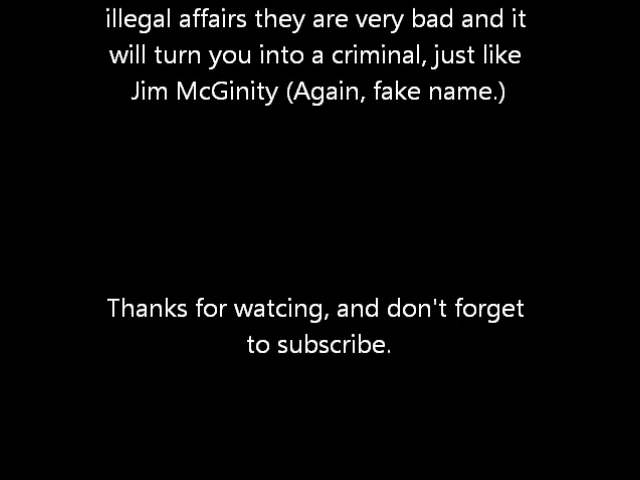 illegal affairs they are very bad and it
will turn you into a criminal, just like
Jim McGinity (Again, fake name.)
Thanks for watcing, and don't forget
to subscribe.